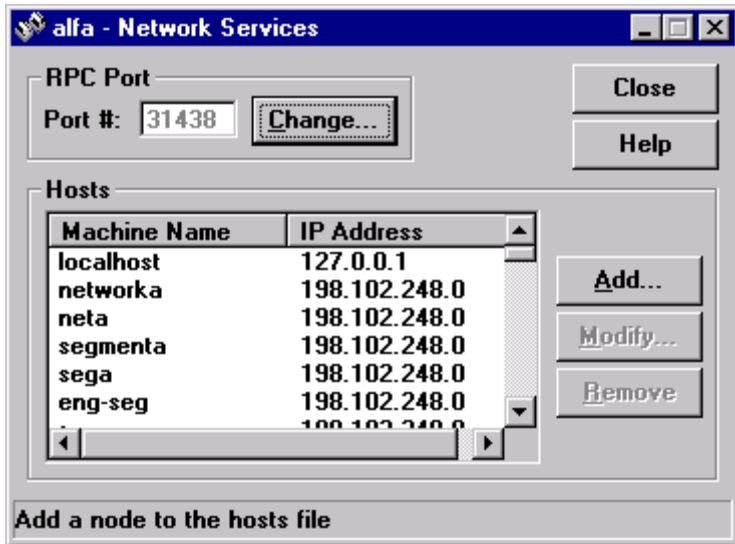 alfa - Network Services
RPC Port
Port #: 31438 Change...
Close
Help
Hosts
Machine Name IP Address
localhost 127.0.0.1
networka 198.102.248.0
neta 198.102.248.0
segmenta 198.102.248.0
sega 198.102.248.0
eng-seg 198.102.248.0
Add...
Modify...
Remove
Add a node to the hosts file